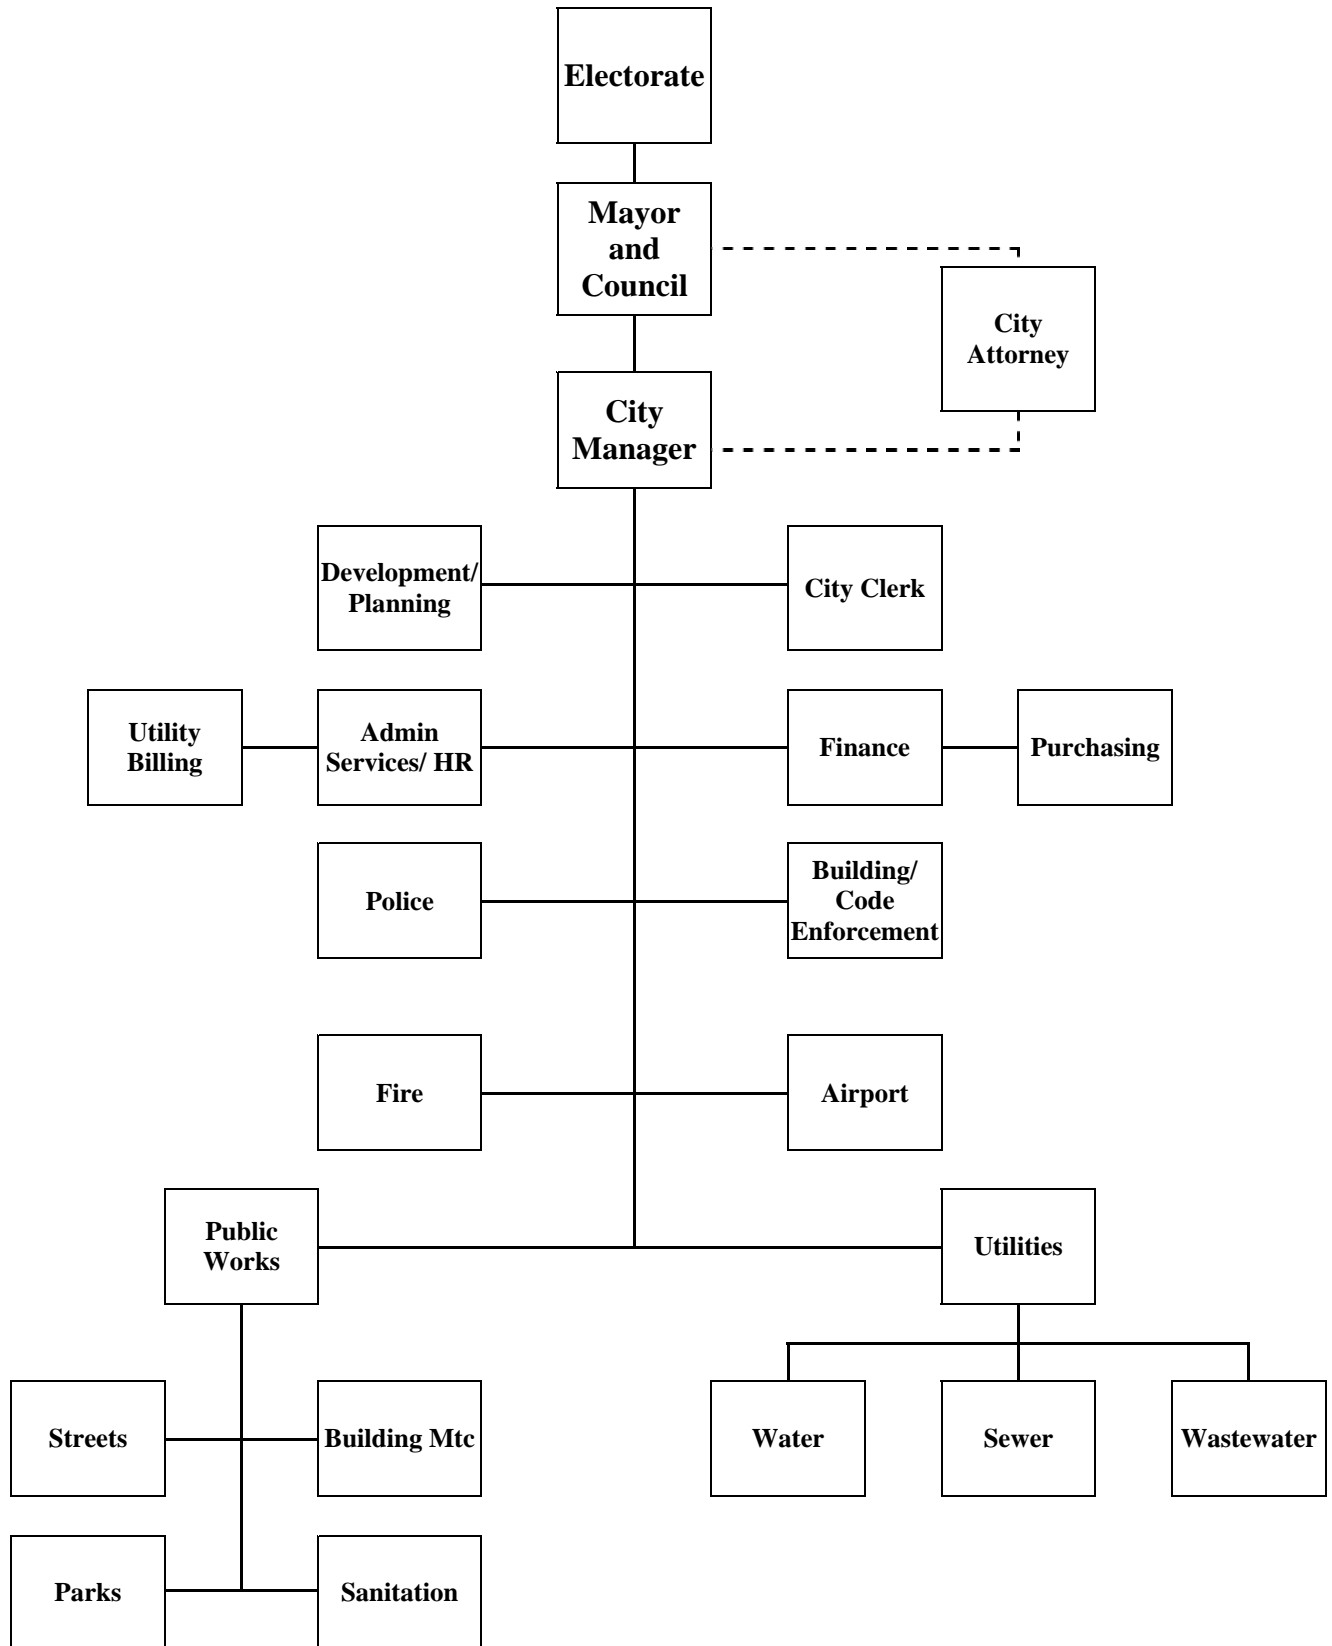 Electorate
Mayor
and
Council
City
Attorney
City
Manager
Development/
Planning
City Clerk
Utility
Billing
Admin
Services/ HR
Finance
Purchasing
Police
Building/
Code
Enforcement
Fire
Airport
Public
Works
Utilities
Streets
Building Mtc
Water
Sewer
Wastewater
Parks
Sanitation